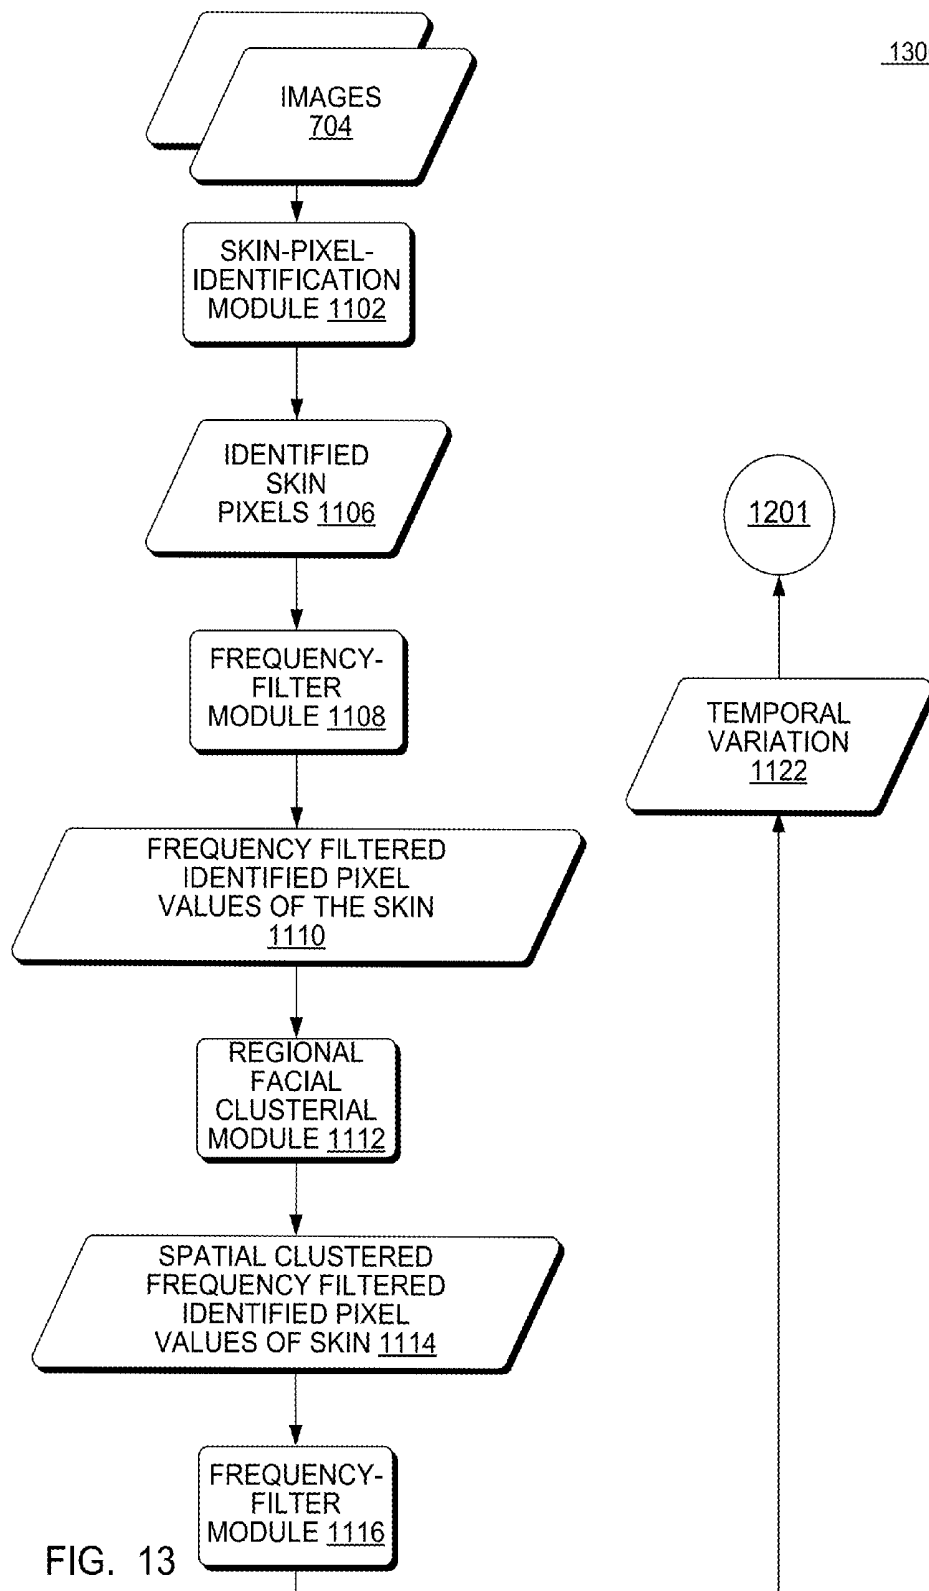 130
IMAGES
704
SKIN-PIXEL-
IDENTIFICATION
MODULE 1102
IDENTIFIED
SKIN
PIXELS 1106
FREQUENCY-
FILTER
MODULE 1108
FREQUENCY FILTERED
IDENTIFIED PIXEL
VALUES OF THE SKIN
1110
REGIONAL
FACIAL
CLUSTERIAL
MODULE 1112
SPATIAL CLUSTERED
FREQUENCY FILTERED
IDENTIFIED PIXEL
VALUES OF SKIN 1114
FREQUENCY-
FILTER
MODULE 1116
1201
TEMPORAL
VARIATION
1122
FIG. 13